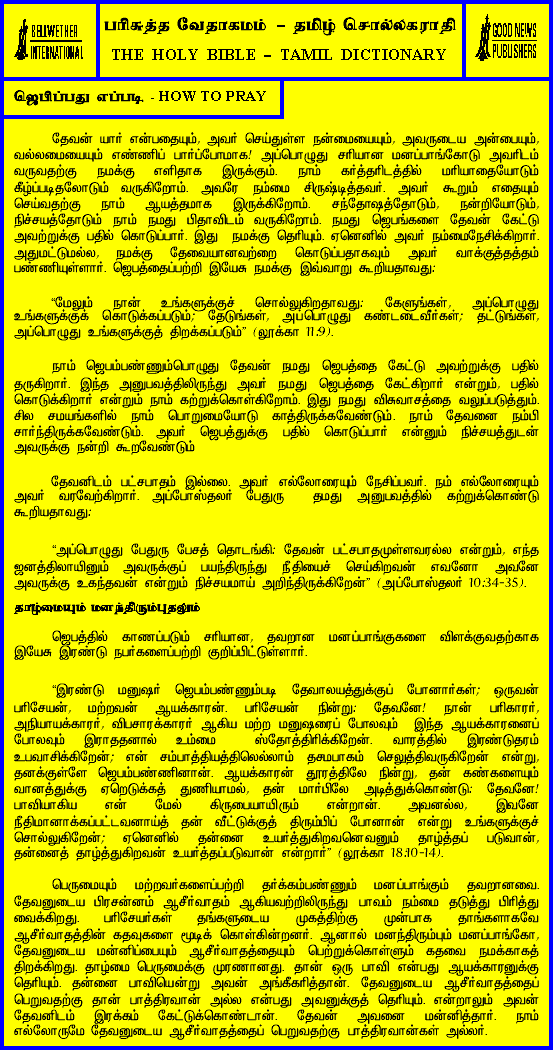 BELLWETHER
INTERNATIONAL
பரிசுத்த வேதாகமம் – தமிழ் சொல்லகராதி
THE HOLY BIBLE – TAMIL DICTIONARY
GOOD NEWS
PUBLISHERS
ஜெபிப்பது எப்படி - HOW TO PRAY
தேவன் யார் என்பதையும், அவர் செய்துள்ள நன்மையையும், அவருடைய அன்பையும்,
வல்லமையையும் எண்ணிப் பார்ப்போமாக! அப்பொழுது சரியான மனப்பாங்கோடு அவரிடம்
வருவதற்கு நமக்கு எளிதாக இருக்கும். நாம் கர்த்தரிடத்தில் மரியாதையோடும்
கீழ்ப்படிதலோடும் வருகிறோம். அவரே நம்மை சிருஷ்டித்தவர். அவர் கூறும் எதையும்
செய்வதற்கு நாம் ஆயத்தமாக இருக்கிறோம். சந்தோஷத்தோடும், நன்றியோடும்,
நிச்சயத்தோடும் நாம் நமது பிதாவிடம் வருகிறோம். நமது ஜெபங்களை தேவன் கேட்டு
அவற்றுக்கு பதில் கொடுப்பார். இது நமக்கு தெரியும். ஏனெனில் அவர் நம்மைநேசிக்கிறார்.
அதுமட்டுமல்ல, நமக்கு தேவையானவற்றை கொடுப்பதாகவும் அவர் வாக்குத்தத்தம்
பண்ணியுள்ளார். ஜெபத்தைப்பற்றி இயேசு நமக்கு இவ்வாறு கூறியதாவது:
“மேலும் நான் உங்களுக்குச் சொல்லுகிறதாவது: கேளுங்கள், அப்பொழுது
உங்களுக்குக் கொடுக்கப்படும்; தேடுங்கள், அப்பொழுது கண்டடைவீர்கள்; தட்டுங்கள்,
அப்பொழுது உங்களுக்குத் திறக்கப்படும்” (லூக்கா 11:9).
நாம் ஜெபம்பண்ணும்பொழுது தேவன் நமது ஜெபத்தை கேட்டு அவற்றுக்கு பதில்
தருகிறார். இந்த அனுபவத்திலிருந்து அவர் நமது ஜெபத்தை கேட்கிறார் என்றும், பதில்
கொடுக்கிறார் என்றும் நாம் கற்றுக்கொள்கிறோம். இது நமது விசுவாசத்தை வலுப்படுத்தும்.
சில சமயங்களில் நாம் பொறுமையோடு காத்திருக்கவேண்டும். நாம் தேவனை நம்பி
சார்ந்திருக்கவேண்டும். அவர் ஜெபத்துக்கு பதில் கொடுப்பார் என்னும் நிச்சயத்துடன்
அவருக்கு நன்றி கூறவேண்டும்
தேவனிடம் பட்சபாதம் இல்லை. அவர் எல்லோரையும் நேசிப்பவர். நம் எல்லோரையும்
அவர் வரவேற்கிறார். அப்போஸ்தலர் பேதுரு தமது அனுபவத்தில் கற்றுக்கொண்டு
கூறியதாவது:
“அப்பொழுது பேதுரு பேசத் தொடங்கி: தேவன் பட்சபாதமுள்ளவரல்ல என்றும், எந்த
ஜனத்திலாயினும் அவருக்குப் பயந்திருந்து நீதியைச் செய்கிறவன் எவனோ அவனே
அவருக்கு உகந்தவன் என்றும் நிச்சயமாய் அறிந்திருக்கிறேன்” (அப்போஸ்தலர் 10:34-35).
தாழ்மையும் மனந்திரும்புதலும்
ஜெபத்தில் காணப்படும் சரியான, தவறான மனப்பாங்குகளை விளக்குவதற்காக
இயேசு இரண்டு நபர்களைப்பற்றி குறிப்பிட்டுள்ளார்.
“இரண்டு மனுஷர் ஜெபம்பண்ணும்படி தேவாலயத்துக்குப் போனார்கள்; ஒருவன்
பரிசேயன், மற்றவன் ஆயக்காரன். பரிசேயன் நின்று: தேவனே! நான் பரிகாரர்,
அநியாயக்காரர், விபசாரக்காரர் ஆகிய மற்ற மனுஷரைப் போலவும் இந்த ஆயக்காரனைப்
போலவும் இராததனால் உம்மை ஸ்தோத்திரிக்கிறேன். வாரத்தில் இரண்டுதரம்
உபவாசிக்கிறேன்; என் சம்பாத்தியத்திலெல்லாம் தசமபாகம் செலுத்திவருகிறேன் என்று,
தனக்குள்ளே ஜெபம்பண்ணினான். ஆயக்காரன் தூரத்திலே நின்று, தன் கண்களையும்
வானத்துக்கு ஏறெடுக்கத் துணியாமல், தன் மார்பிலே அடித்துக்கொண்டு: தேவனே!
பாவியாகிய என் மேல் கிருபையாயிரும் என்றான். அவனல்ல, இவனே
நீதிமானாக்கப்பட்டவனாய்த் தன் வீட்டுக்குத் திரும்பிப் போனான் என்று உங்களுக்குச்
சொல்லுகிறேன்; ஏனெனில் தன்னை உயர்த்துகிறவனெவனும் தாழ்த்தப் படுவான்,
தன்னைத் தாழ்த்துகிறவன் உயர்த்தப்படுவான் என்றார்” (லூக்கா 18:10-14).
பெருமையும் மற்றவர்களைப்பற்றி தர்க்கம்பண்ணும் மனப்பாங்கும் தவறானவை.
தேவனுடைய பிரசன்னம் ஆசீர்வாதம் ஆகியவற்றிலிருந்து பாவம் நம்மை தடுத்து பிரித்து
வைக்கிறது. பரிசேயர்கள் தங்களுடைய முகத்திற்கு முன்பாக தாங்களாகவே
ஆசீர்வாதத்தின் கதவுகளை மூடிக் கொள்கின்றனர். ஆனால் மனந்திரும்பும் மனப்பாங்கோ,
தேவனுடைய மன்னிப்பையும் ஆசீர்வாதத்தையும் பெற்றுக்கொள்ளும் கதவை நமக்காகத்
திறக்கிறது. தாழ்மை பெருமைக்கு முரணானது. தான் ஒரு பாவி என்பது ஆயக்காரனுக்கு
தெரியும். தன்னை பாவியென்று அவன் அங்கீகரித்தான். தேவனுடைய ஆசீர்வாதத்தைப்
பெறுவதற்கு தான் பாத்திரவான் அல்ல என்பது அவனுக்குத் தெரியும். என்றாலும் அவன்
தேவனிடம் இரக்கம் கேட்டுக்கொண்டான். தேவன் அவனை மன்னித்தார். நாம்
எல்லோருமே தேவனுடைய ஆசீர்வாதத்தைப் பெறுவதற்கு பாத்திரவான்கள் அல்லர்.